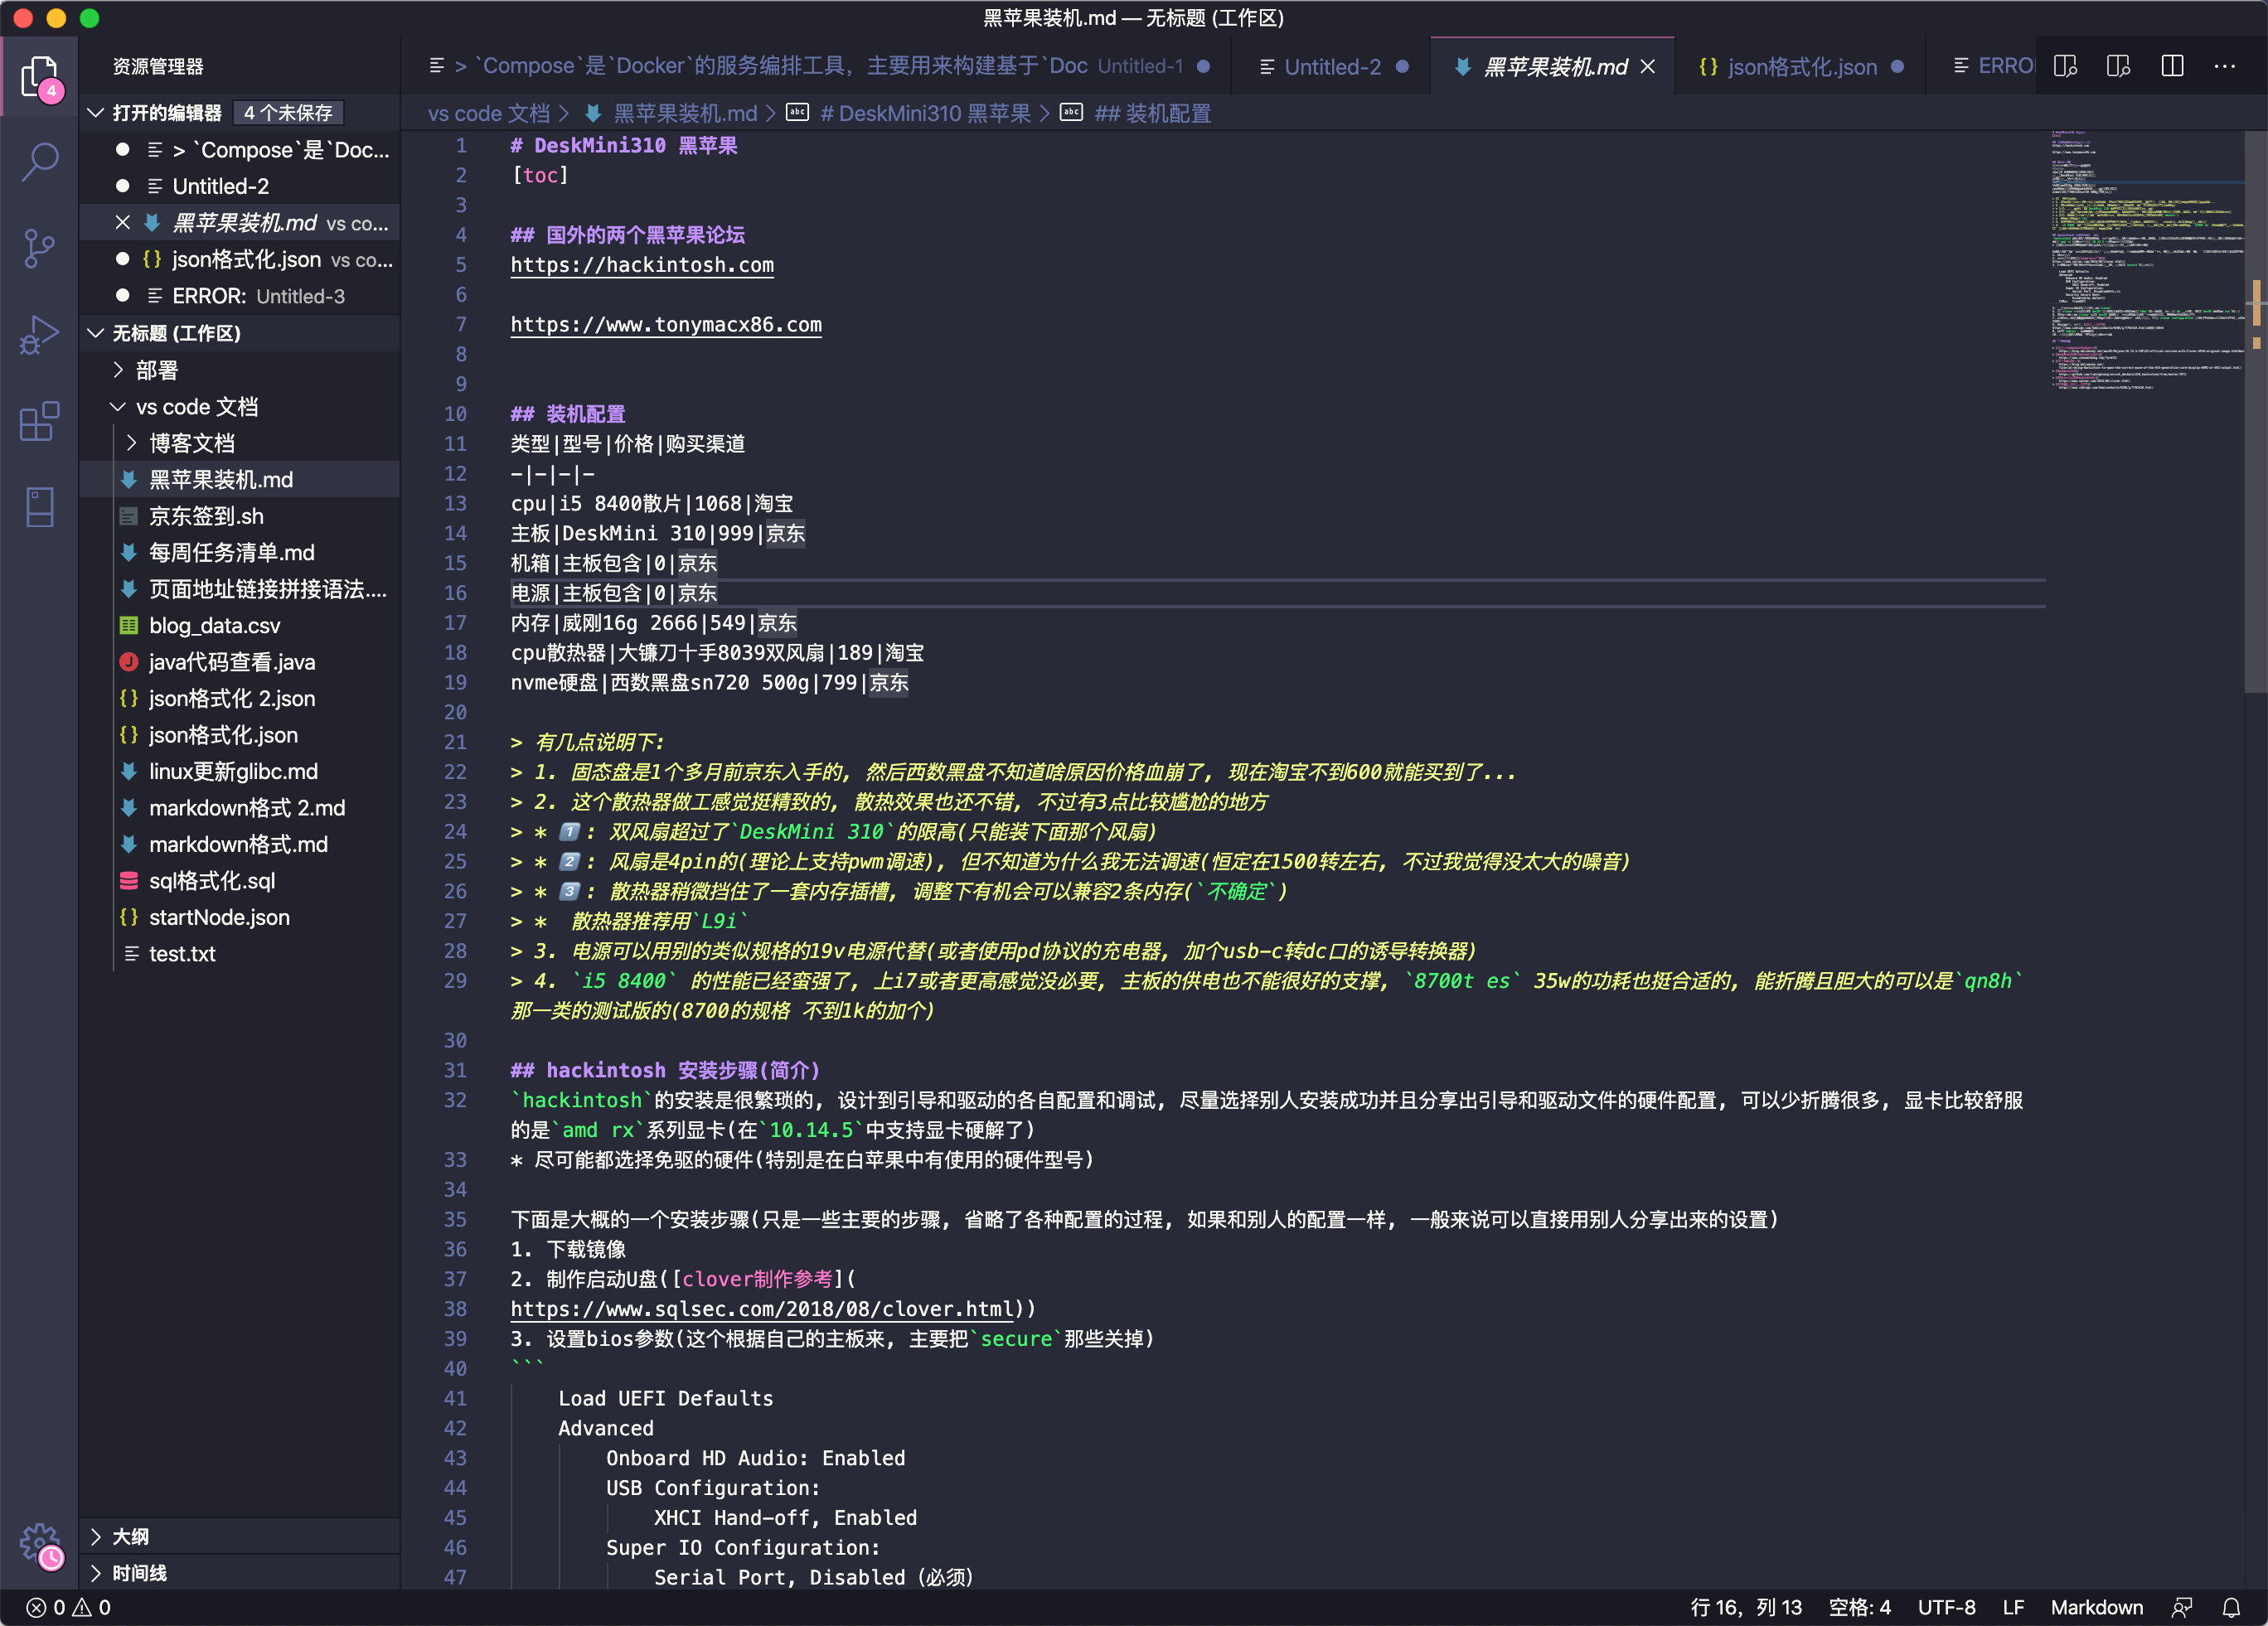 黑苹果装机.md — 无标题 (工作区)
资源管理器
> `Compose`是`Docker`的服务编排工具，主要用来构建基于`Doc Untitled-1
Untitled-2
黑苹果装机.md
json格式化.json
ERRO
4
打开的编辑器 4 个未保存
> `Compose`是`Doc...
Untitled-2
黑苹果装机.md vs co...
json格式化.json vs co...
ERROR: Untitled-3
无标题 (工作区)
部署
vs code 文档
博客文档
黑苹果装机.md
京东签到.sh
每周任务清单.md
页面地址链接拼接语法....
blog_data.csv
java代码查看.java
json格式化 2.json
json格式化.json
linux更新glibc.md
markdown格式 2.md
markdown格式.md
sql格式化.sql
startNode.json
test.txt
大纲
时间线
vs code 文档 > 黑苹果装机.md > # DeskMini310 黑苹果 > ## 装机配置
1 # DeskMini310 黑苹果
2 [toc]
3
4 ## 国外的两个黑苹果论坛
5 https://hackintosh.com
6
7 https://www.tonymacx86.com
8
9
10 ## 装机配置
11 类型|型号|价格|购买渠道
12 -|-|-|-
13 cpu|i5 8400散片|1068|淘宝
14 主板|DeskMini 310|999|京东
15 机箱|主板包含|0|京东
16 电源|主板包含|0|京东
17 内存|威刚16g 2666|549|京东
18 cpu散热器|大镰刀十手8039双风扇|189|淘宝
19 nvme硬盘|西数黑盘sn720 500g|799|京东
20
21 > 有几点说明下:
22 > 1. 固态盘是1个多月前京东入手的, 然后西数黑盘不知道啥原因价格血崩了, 现在淘宝不到600就能买到了...
23 > 2. 这个散热器做工感觉挺精致的, 散热效果也还不错, 不过有3点比较尴尬的地方
24 > * 1️⃣: 双风扇超过了`DeskMini 310`的限高(只能装下面那个风扇)
25 > * 2️⃣: 风扇是4pin的(理论上支持pwm调速), 但不知道为什么我无法调速(恒定在1500转左右, 不过我觉得没太大的噪音)
26 > * 3️⃣: 散热器稍微挡住了一套内存插槽, 调整下有机会可以兼容2条内存(`不确定`)
27 > *  散热器推荐用`L9i`
28 > 3. 电源可以用别的类似规格的19v电源代替(或者使用pd协议的充电器, 加个usb-c转dc口的诱导转换器)
29 > 4. `i5 8400` 的性能已经蛮强了, 上i7或者更高感觉没必要, 主板的供电也不能很好的支撑, `8700t es` 35w的功耗也挺合适的, 能折腾且胆大的可以是`qn8h`
那一类的测试版的(8700的规格 不到1k的加个)
30
31 ## hackintosh 安装步骤(简介)
32 `hackintosh`的安装是很繁琐的, 设计到引导和驱动的各自配置和调试, 尽量选择别人安装成功并且分享出引导和驱动文件的硬件配置, 可以少折腾很多, 显卡比较舒服
的是`amd rx`系列显卡(在`10.14.5`中支持显卡硬解了)
33 * 尽可能都选择免驱的硬件(特别是在白苹果中有使用的硬件型号)
34
35 下面是大概的一个安装步骤(只是一些主要的步骤, 省略了各种配置的过程, 如果和别人的配置一样, 一般来说可以直接用别人分享出来的设置)
36 1. 下载镜像
37 2. 制作启动U盘([clover制作参考](
38 https://www.sqlsec.com/2018/08/clover.html))
39 3. 设置bios参数(这个根据自己的主板来, 主要把`secure`那些关掉)
40 ```
41 Load UEFI Defaults
42 Advanced
43 Onboard HD Audio: Enabled
44 USB Configuration:
45 XHCI Hand-off, Enabled
46 Super IO Configuration:
47 Serial Port, Disabled (必须)
0 0
行 16，列 13 空格: 4 UTF-8 LF Markdown